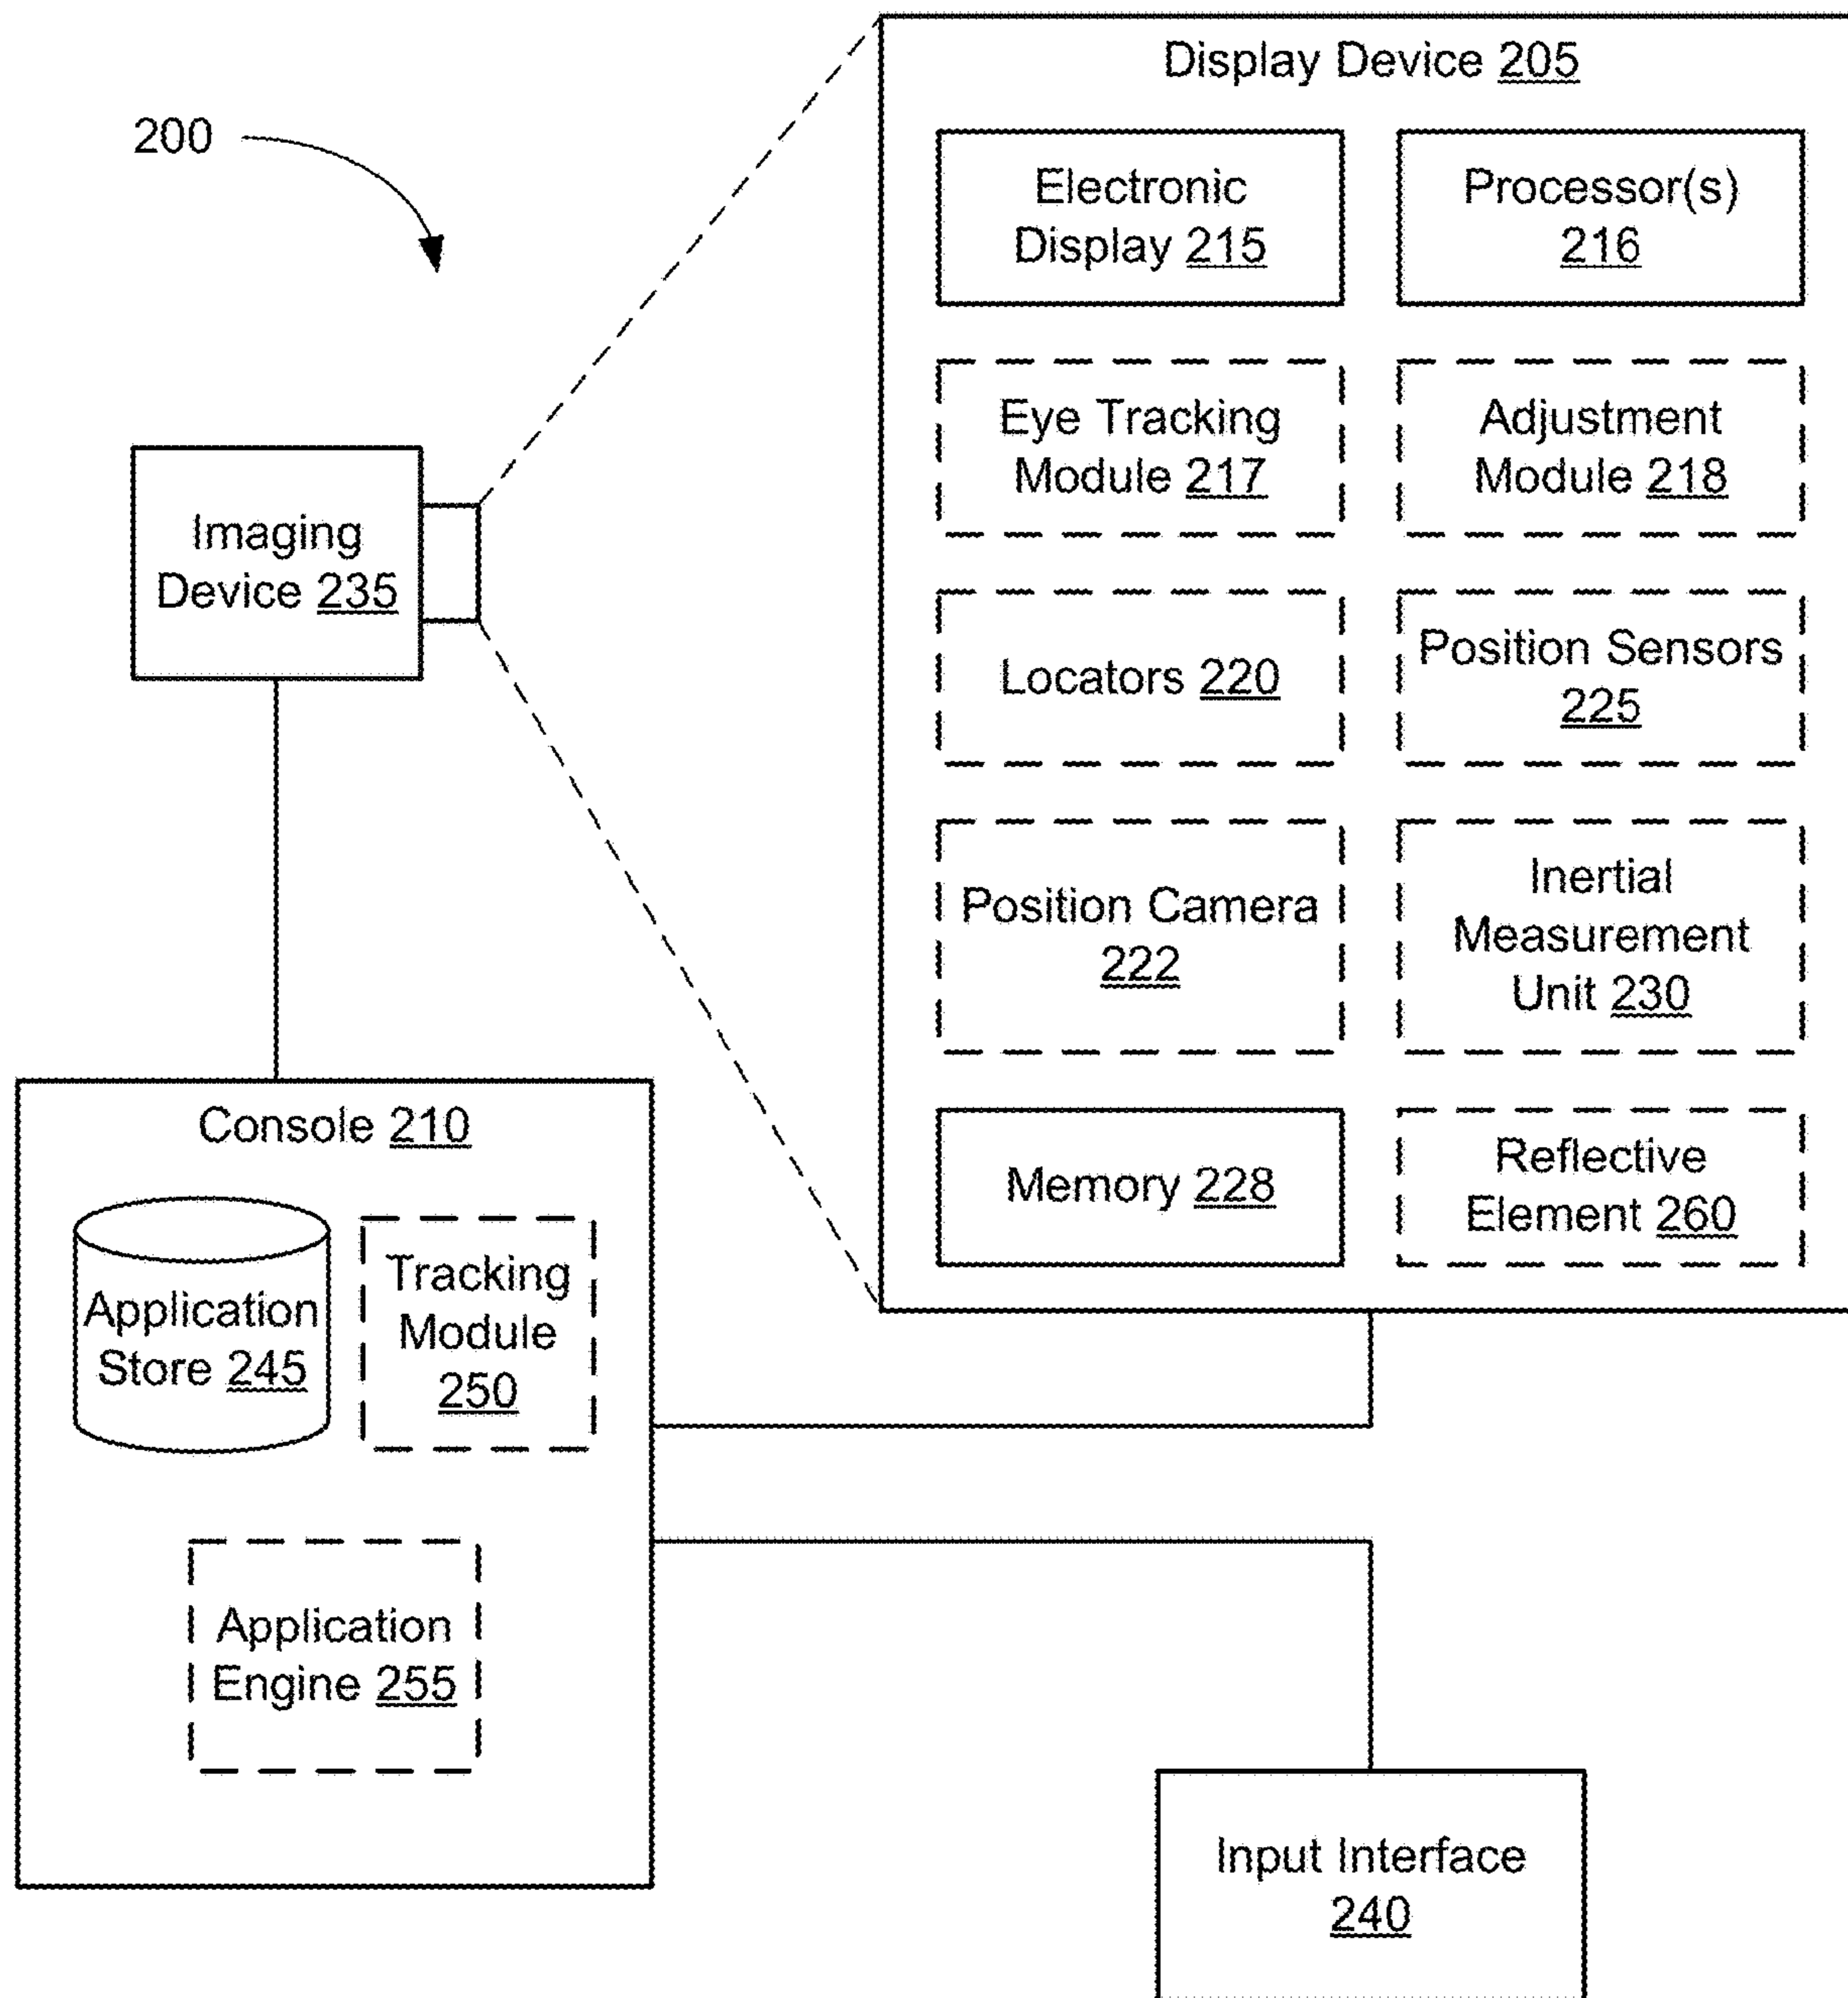 Display Device 205
200
Electronic
Display 215
Processor(s)
216
Eye Tracking
Module 217
Adjustment
Module 218
Imaging
Device 235
Locators 220
Position Sensors
225
Position Camera
222
Inertial
Measurement
Unit 230
Memory 228
Reflective
Element 260
Console 210
Application
Store 245
Tracking
Module
250
Application
Engine 255
Input Interface
240